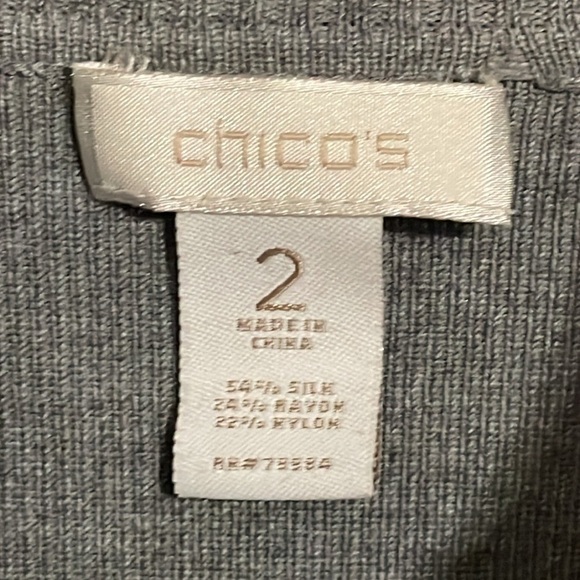 chico's
2
MADE IN
CHINA
54% SILK
24% RAYON
22% NYLON
RN# 79984